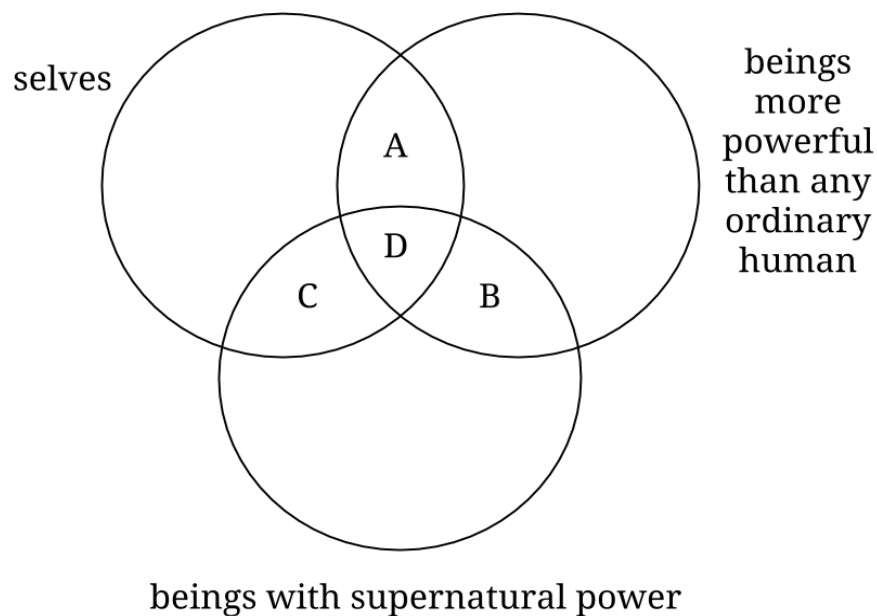 selves
beings
more
powerful
than any
ordinary
human
A
D
C
B
beings with supernatural power